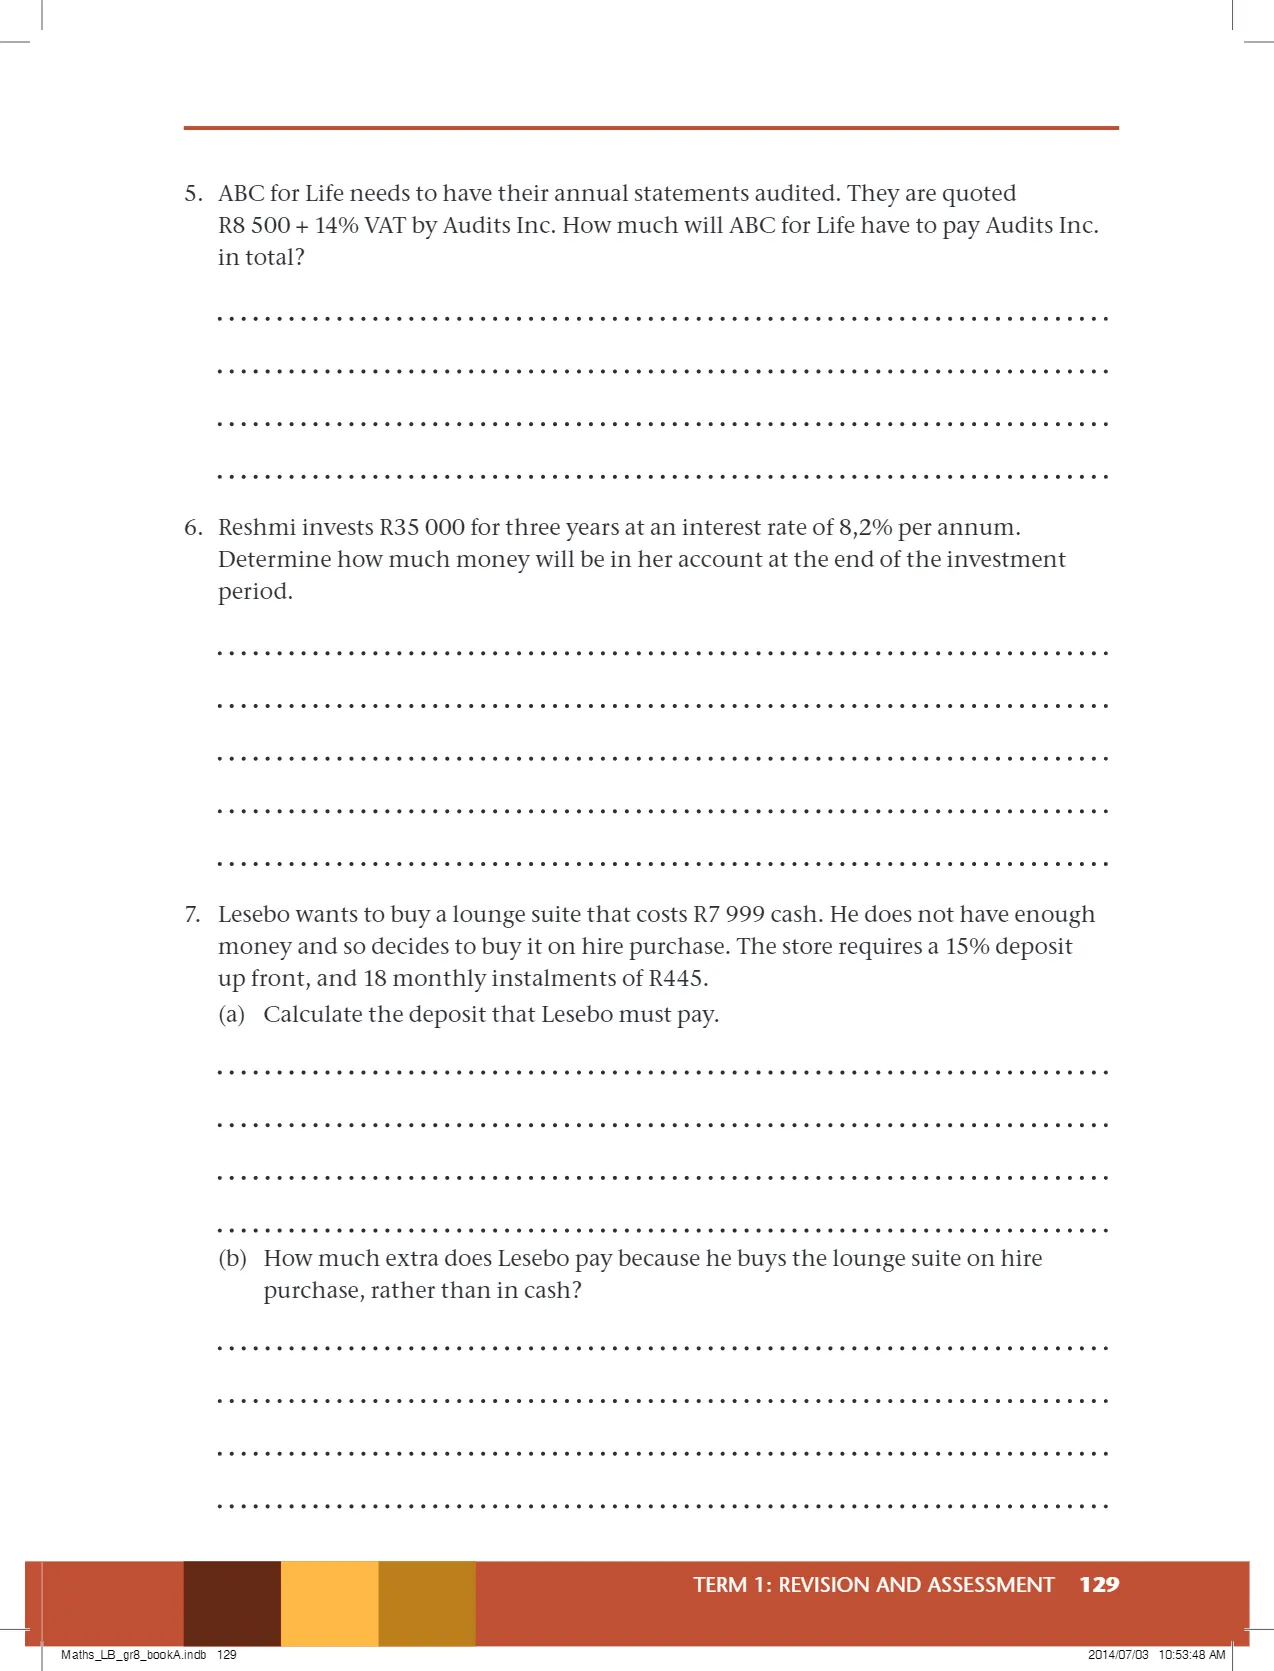 5. ABC for Life needs to have their annual statements audited. They are quoted
R8 500 + 14% VAT by Audits Inc. How much will ABC for Life have to pay Audits Inc.
in total?
6. Reshmi invests R35 000 for three years at an interest rate of 8,2% per annum.
Determine how much money will be in her account at the end of the investment
period.
7. Lesebo wants to buy a lounge suite that costs R7 999 cash. He does not have enough
money and so decides to buy it on hire purchase. The store requires a 15% deposit
up front, and 18 monthly instalments of R445.
(a) Calculate the deposit that Lesebo must pay.
(b) How much extra does Lesebo pay because he buys the lounge suite on hire
purchase, rather than in cash?
TERM 1: REVISION AND ASSESSMENT 129
Maths_LB_gr8_bookA.indb 129 2014/07/03 10:53:48 AM